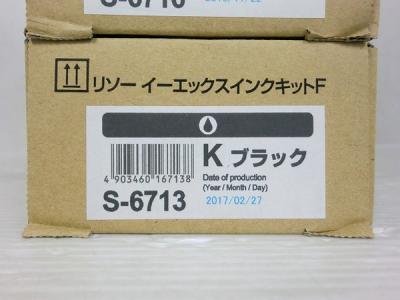 S-6710
リソー イーエックスインクキットF
K ブラック
4 903460 167138
Date of production
(Year / Month / Day)
S-6713
2017/02/27